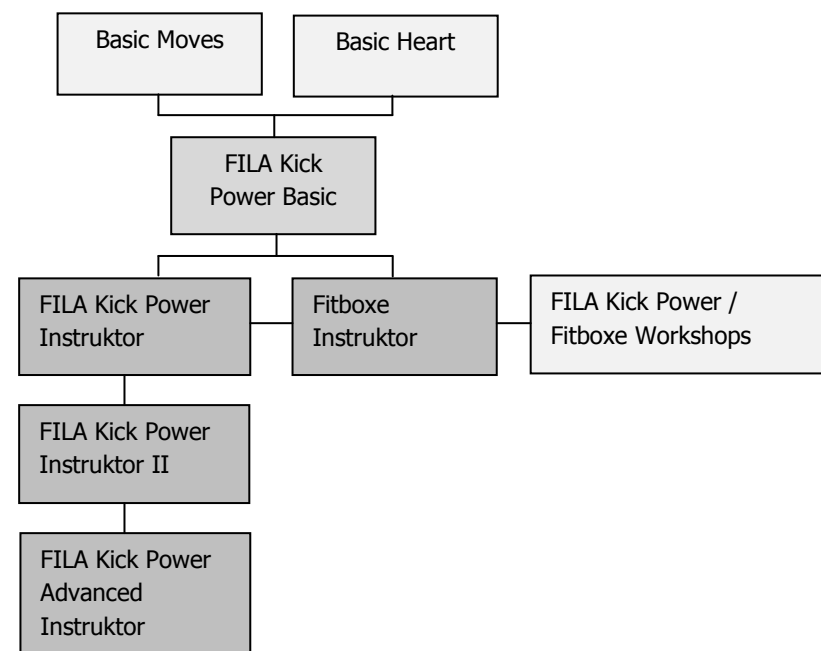 Basic Moves
Basic Heart
FILA Kick
Power Basic
FILA Kick Power
Instruktor
Fitboxe
Instruktor
FILA Kick Power /
Fitboxe Workshops
FILA Kick Power
Instruktor II
FILA Kick Power
Advanced
Instruktor